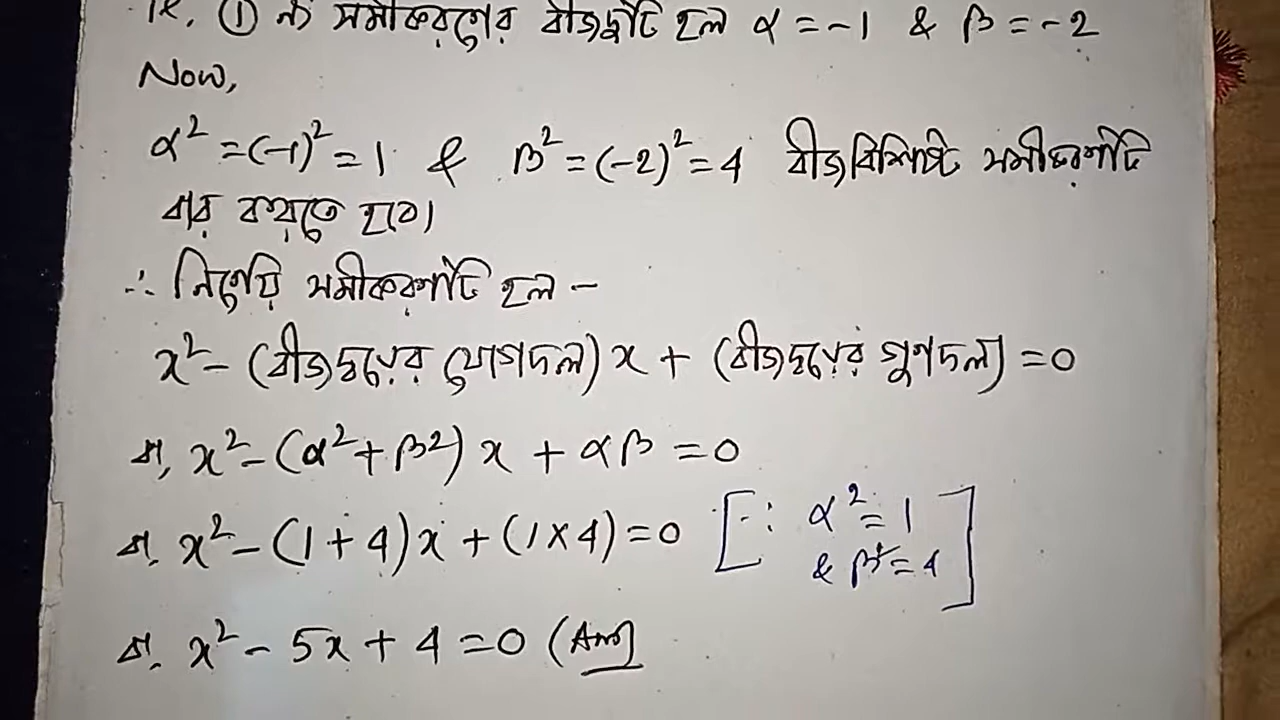 ① নং সমীকরণের বীজদুটি হল α = -1 & β = -2
Now,
α² = (-1)² = 1 & β² = (-2)² = 4 বীজবিশিষ্ট সমীকরণটি
বার করতে হবে।
∴ নির্ণেয় সমীকরণটি হল -
x² - (বীজদ্বয়ের যোগফল) x + (বীজদ্বয়ের গুণফল) = 0
বা, x² - (α² + β²) x + αβ = 0
বা, x² - (1 + 4) x + (1 × 4) = 0 [∵ α² = 1
& β² = 4]
বা, x² - 5x + 4 = 0 (Ans)